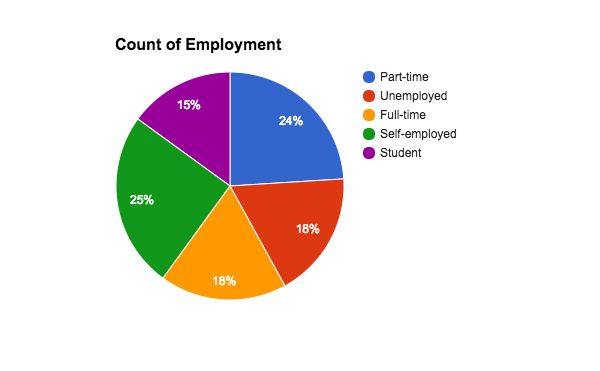 Count of Employment
Part-time
Unemployed
Full-time
Self-employed
Student
15%
24%
25%
18%
18%